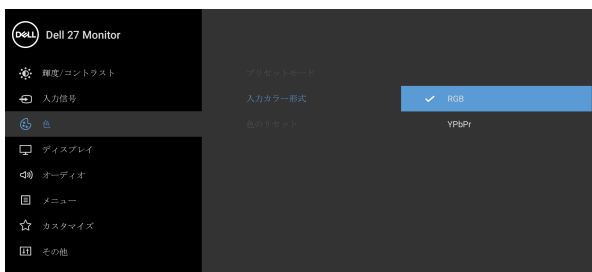 DELL
Dell 27 Monitor
輝度/コントラスト
プリセットモード
入力信号
入力カラー形式
RGB
色
色のリセット
YPbPr
ディスプレイ
オーディオ
メニュー
カスタマイズ
その他